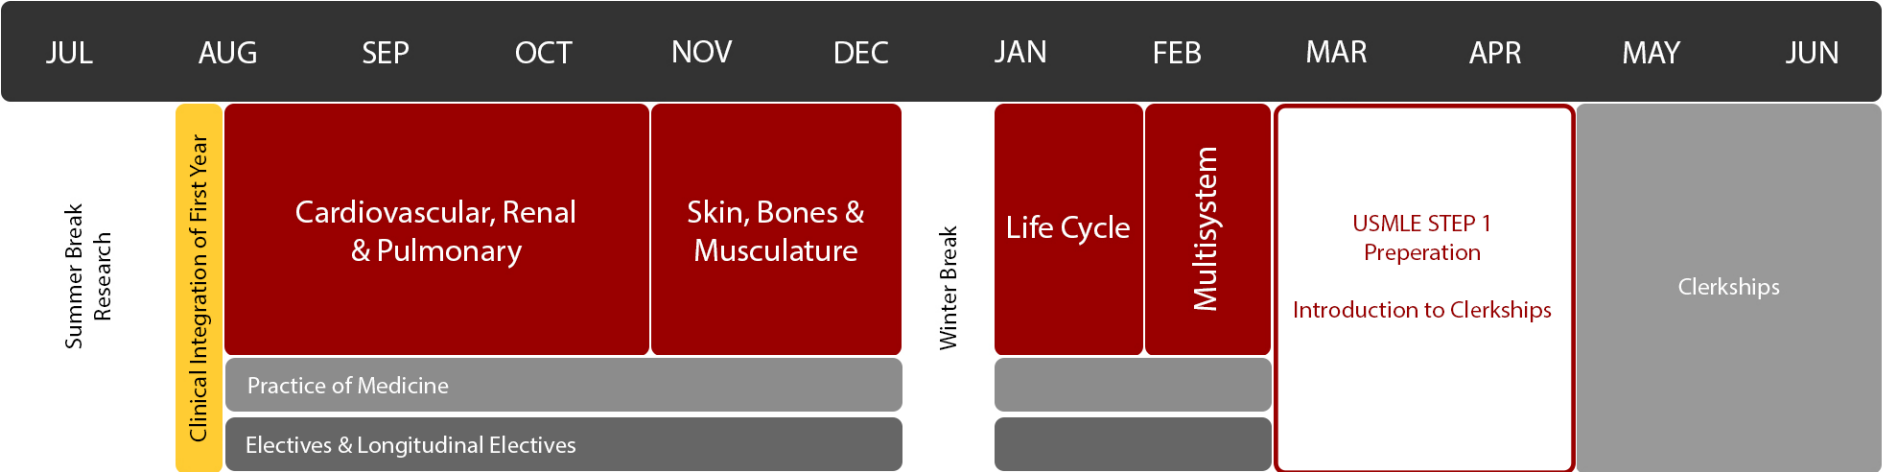 JUL AUG SEP OCT NOV DEC JAN FEB MAR APR MAY JUN
Summer Break
Research
Clinical Integration of First Year
Cardiovascular, Renal
& Pulmonary
Skin, Bones &
Musculature
Winter Break
Life Cycle
Multisystem
USMLE STEP 1
Preperation
Introduction to Clerkships
Clerkships
Practice of Medicine
Electives & Longitudinal Electives